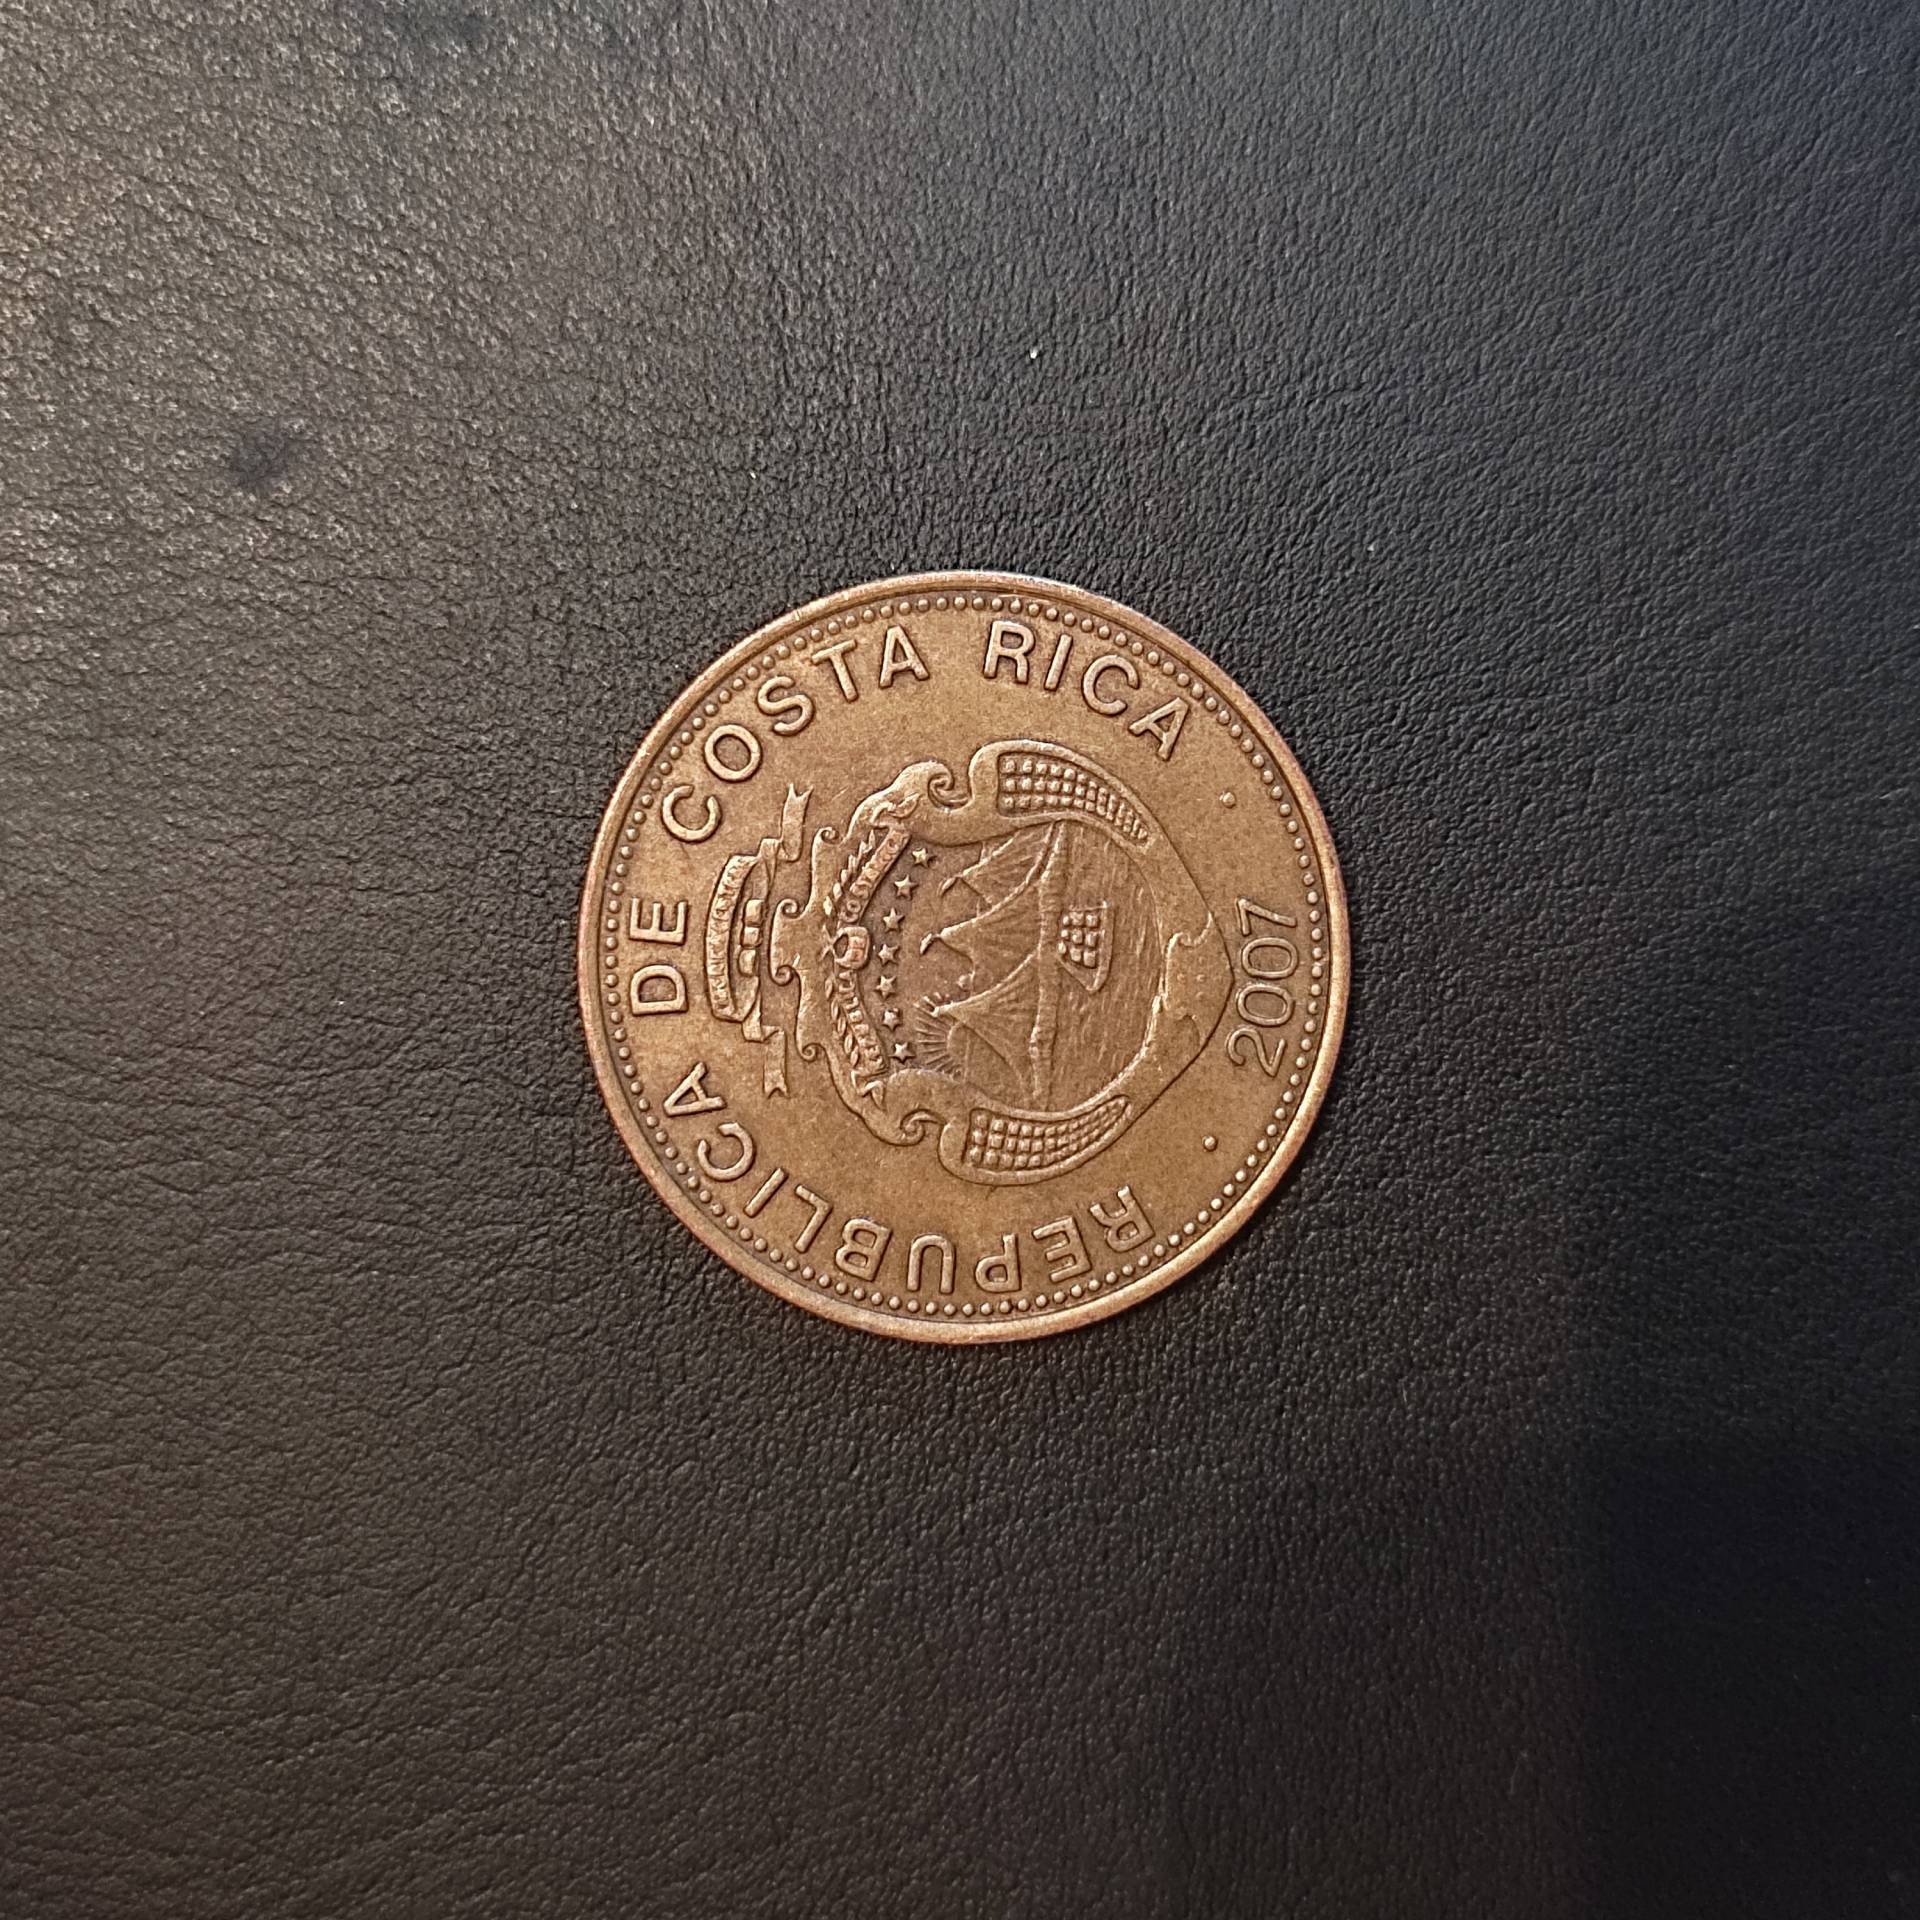 REPUBLICA DE COSTA RICA
2007